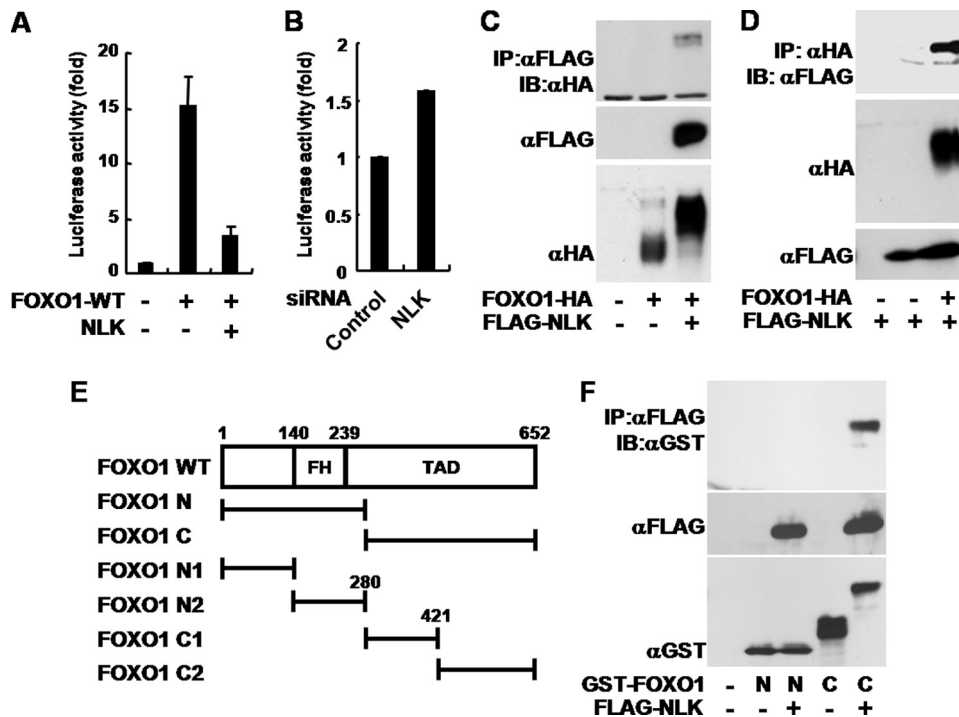 A
Luciferase activity (fold)
20
15
10
5
0
FOXO1-WT - + +
NLK - - +
B
Luciferase activity (fold)
2
1.5
1
0.5
0
siRNA
Control
NLK
C
IP:αFLAG
IB:αHA
αFLAG
αHA
FOXO1-HA - + +
FLAG-NLK - - +
D
IP: αHA
IB: αFLAG
αHA
αFLAG
FOXO1-HA - - +
FLAG-NLK + + +
E
1 140 239 652
FOXO1 WT FH TAD
FOXO1 N
FOXO1 C
FOXO1 N1
FOXO1 N2 280
FOXO1 C1 421
FOXO1 C2
F
IP:αFLAG
IB:αGST
αFLAG
αGST
GST-FOXO1 - N N C C
FLAG-NLK - - + - +